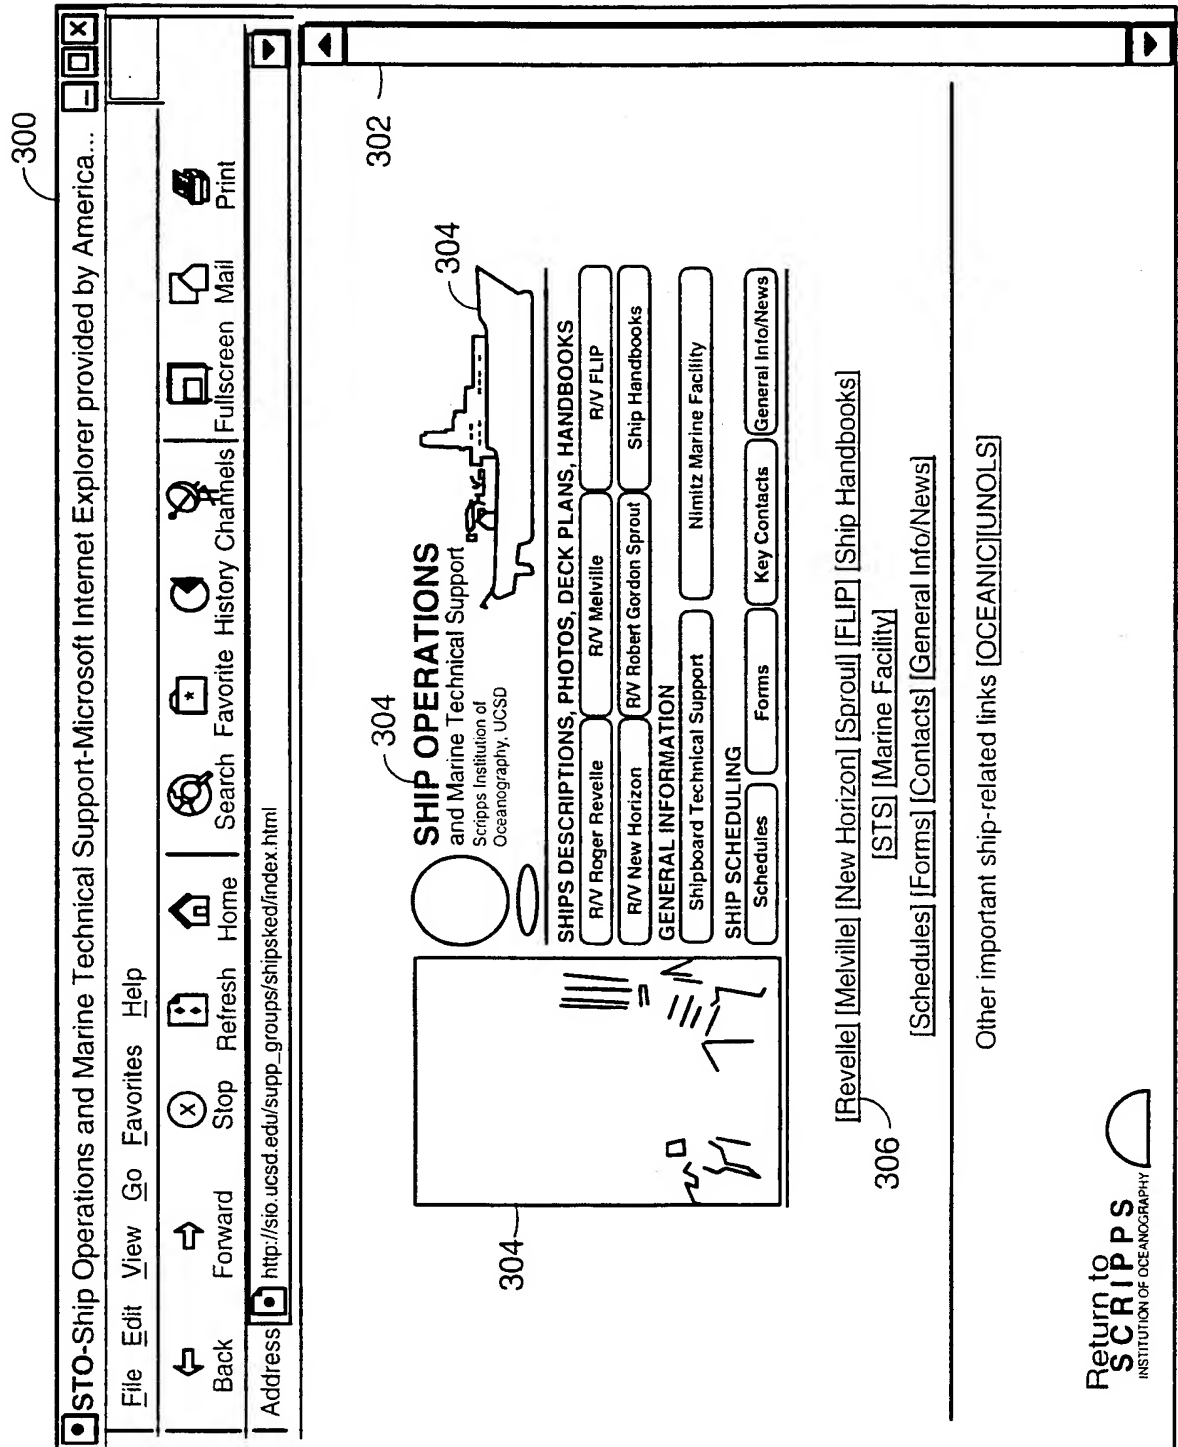 300
STO-Ship Operations and Marine Technical Support-Microsoft Internet Explorer provided by America...
File Edit View Go Favorites Help
Back Forward Stop Refresh Home Search Favorite History Channels Fullscreen Mail Print
Address http://sio.ucsd.edu/supp_groups/shipsked/index.html
302
304
304
304
SHIP OPERATIONS
and Marine Technical Support
Scripps Institution of
Oceanography, UCSD
SHIPS DESCRIPTIONS, PHOTOS, DECK PLANS, HANDBOOKS
R/V Roger Revelle R/V Melville R/V FLIP
R/V New Horizon R/V Robert Gordon Sprout Ship Handbooks
GENERAL INFORMATION
Shipboard Technical Support Nimitz Marine Facility
SHIP SCHEDULING
Schedules Forms Key Contacts General Info/News
[Revelle] [Melville] [New Horizon] [Sproul] [FLIP] [Ship Handbooks]
306
[STS] [Marine Facility]
[Schedules] [Forms] [Contacts] [General Info/News]
Other important ship-related links [OCEANIC][UNOLS]
Return to
SCRIPPS
INSTITUTION OF OCEANOGRAPHY